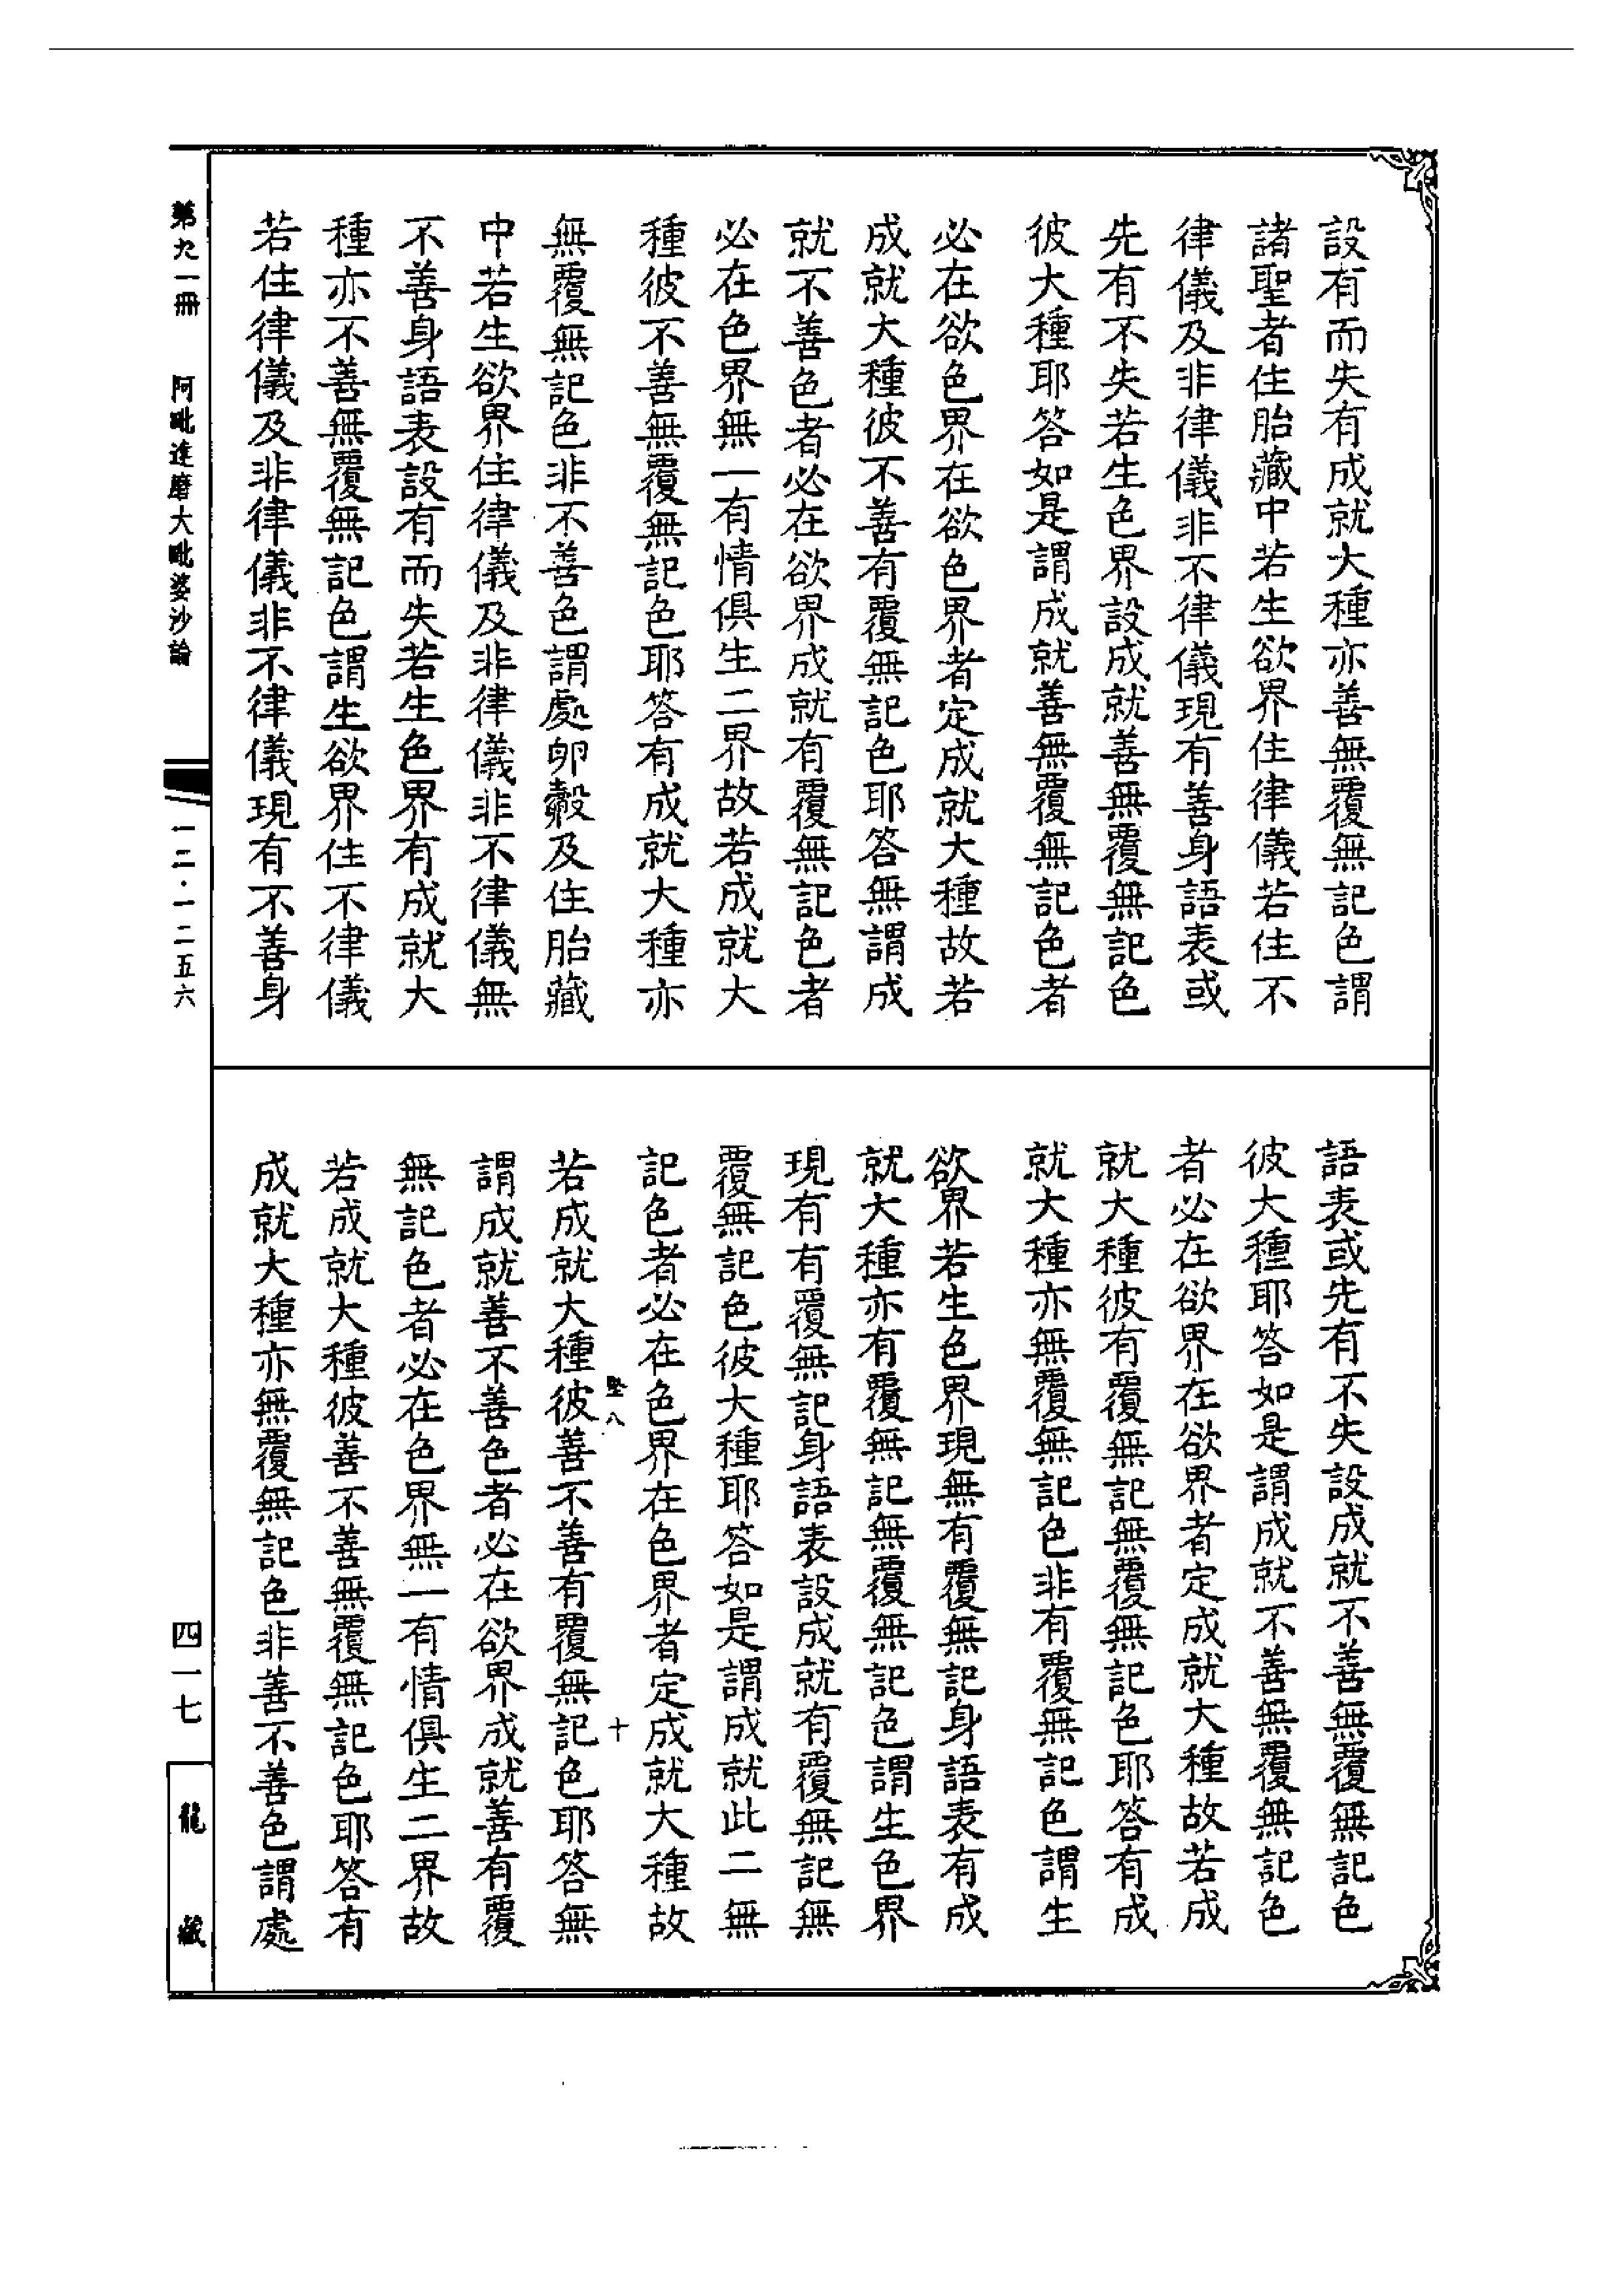 設有而失有成就大種亦善無覆無記色謂
諸聖者住胎藏中若生欲界住律儀若住不
律儀及非律儀非不律儀現有善身語表或
先有不失若生色界設成就善無覆無記色
彼大種耶答如是謂成就善無覆無記色者
必在欲色界在欲色界者定成就大種故若
成就大種彼不善有覆無記色耶答無謂成
就不善色者必在欲界成就有覆無記色者
必在色界無一有情俱生二界故若成就大
種彼不善無覆無記色耶答有成就大種亦
無覆無記色非不善色謂處卵㲉及住胎藏
中若生欲界住律儀及非律儀非不律儀無
不善身語表設有而失若生色界有成就大
種亦不善無覆無記色謂生欲界住不律儀
若住律儀及非律儀非不律儀現有不善身
語表或先有不失設成就不善無覆無記色
彼大種耶答如是謂成就不善無覆無記色
者必在欲界在欲界者定成就大種故若成
就大種彼有覆無記無覆無記色耶答有成
就大種亦無覆無記色非有覆無記色謂生
欲界若生色界現無有覆無記身語表有成
就大種亦有覆無記無覆無記色謂生色界
現有有覆無記身語表設成就有覆無記無
覆無記色彼大種耶答如是謂成就此二無
記色者必在色界在色界者定成就大種故
若成就大種彼善不善有覆無記色耶答無
謂成就善不善色者必在欲界成就善有覆
無記色者必在色界無一有情俱生二界故
若成就大種彼善不善無覆無記色耶答有
成就大種亦無覆無記色非善不善色謂處
堅八
十
第九一冊
阿毗達磨大毗婆沙論
一二·一二五六
四一七
龍藏